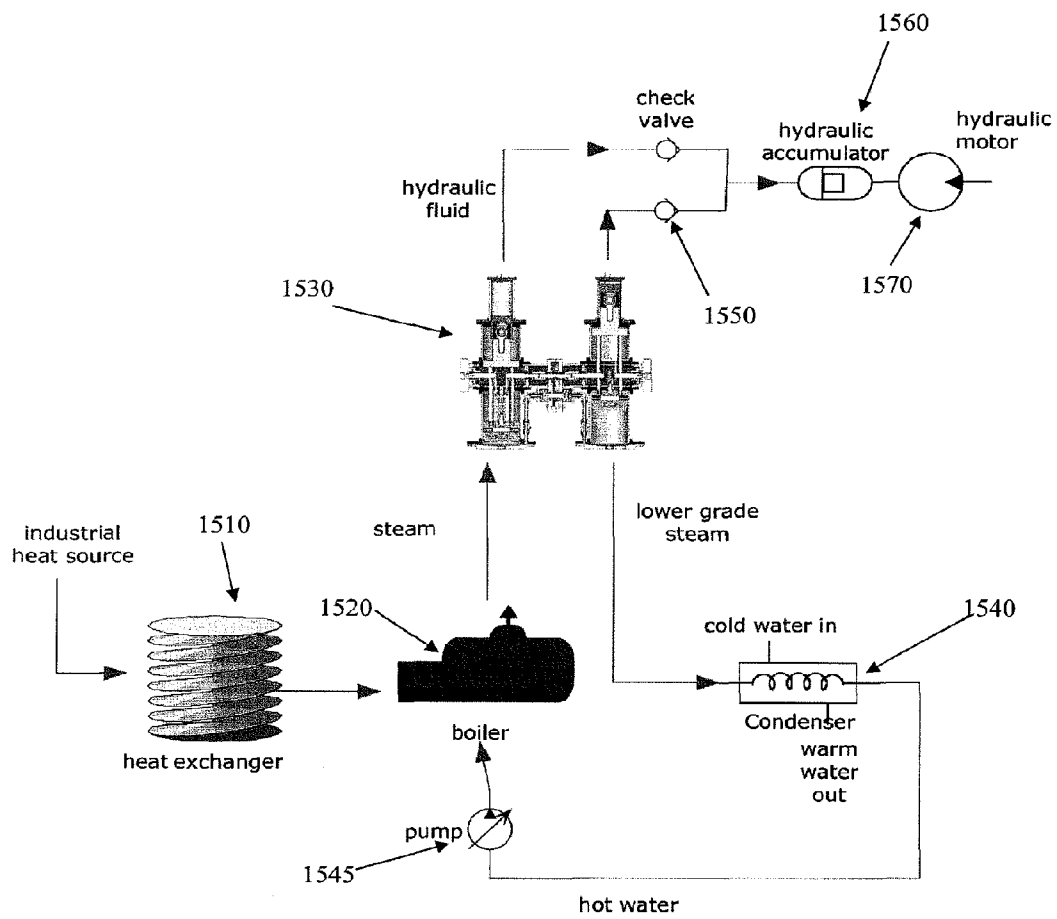 1560
check
valve
hydraulic
accumulator
hydraulic
motor
hydraulic
fluid
1530
1550
1570
1510
industrial
heat source
steam
lower grade
steam
1520
cold water in
1540
heat exchanger
boiler
Condenser
warm
water
out
pump
1545
hot water